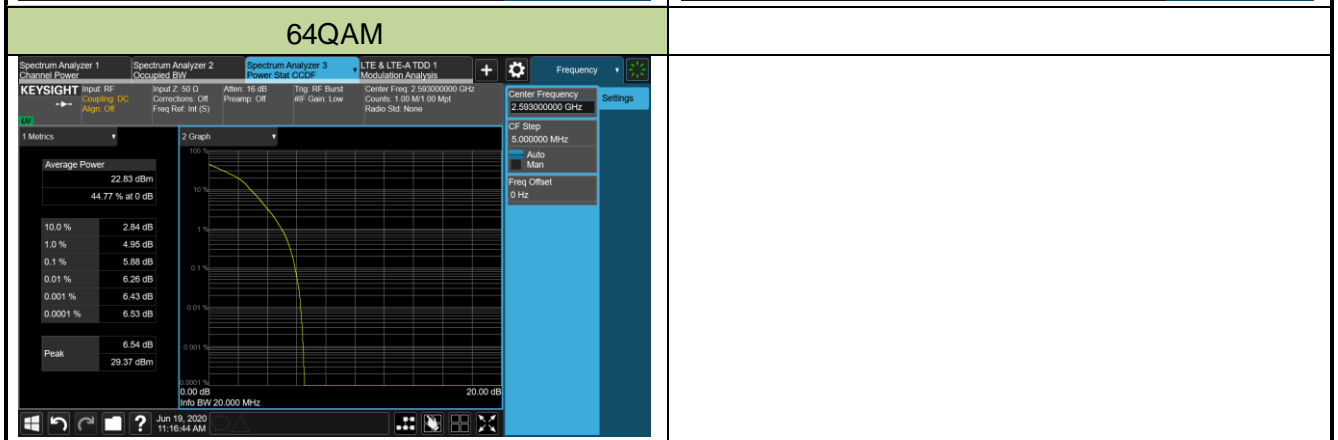 64QAM
Spectrum Analyzer 1
Channel Power
Spectrum Analyzer 2
Occupied BW
Spectrum Analyzer 3
Power Stat CCDF
LTE & LTE-A TDD 1
Modulation Analysis
+
Frequency
KEYSIGHT
Input: RF
Coupling: DC
Align: Off
Input Z: 50 Ω
Corrections: Off
Freq Ref: Int (S)
Atten: 16 dB
Preamp: Off
Trig: RF Burst
#IF Gain: Low
Center Freq: 2.593000000 GHz
Counts: 1.00 M/1.00 Mpt
Radio Std: None
Center Frequency
2.593000000 GHz
Settings
CF Step
5.000000 MHz
Auto
Man
Freq Offset
0 Hz
1 Metrics
2 Graph
Average Power
22.83 dBm
44.77 % at 0 dB
10.0 % 2.84 dB
1.0 % 4.95 dB
0.1 % 5.88 dB
0.01 % 6.26 dB
0.001 % 6.43 dB
0.0001 % 6.53 dB
Peak
6.54 dB
29.37 dBm
100 %
10 %
1 %
0.1 %
0.01 %
0.001 %
0.0001 %
0.00 dB
20.00 dB
Info BW 20.000 MHz
?
Jun 19, 2020
11:16:44 AM